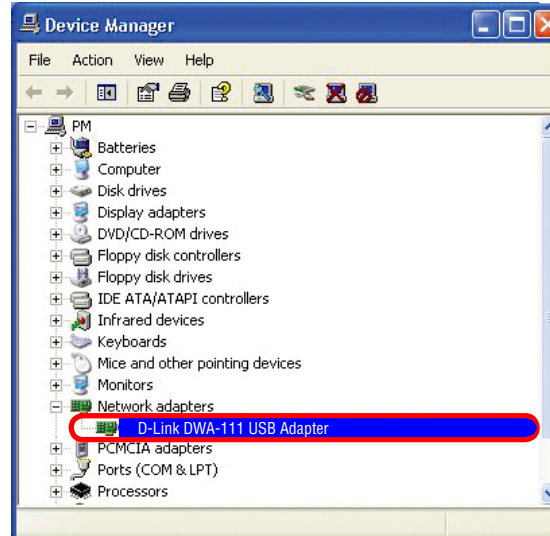 Device Manager
File Action View Help
PM
Batteries
Computer
Disk drives
Display adapters
DVD/CD-ROM drives
Floppy disk controllers
Floppy disk drives
IDE ATA/ATAPI controllers
Infrared devices
Keyboards
Mice and other pointing devices
Monitors
Network adapters
D-Link DWA-111 USB Adapter
PCMCIA adapters
Ports (COM & LPT)
Processors